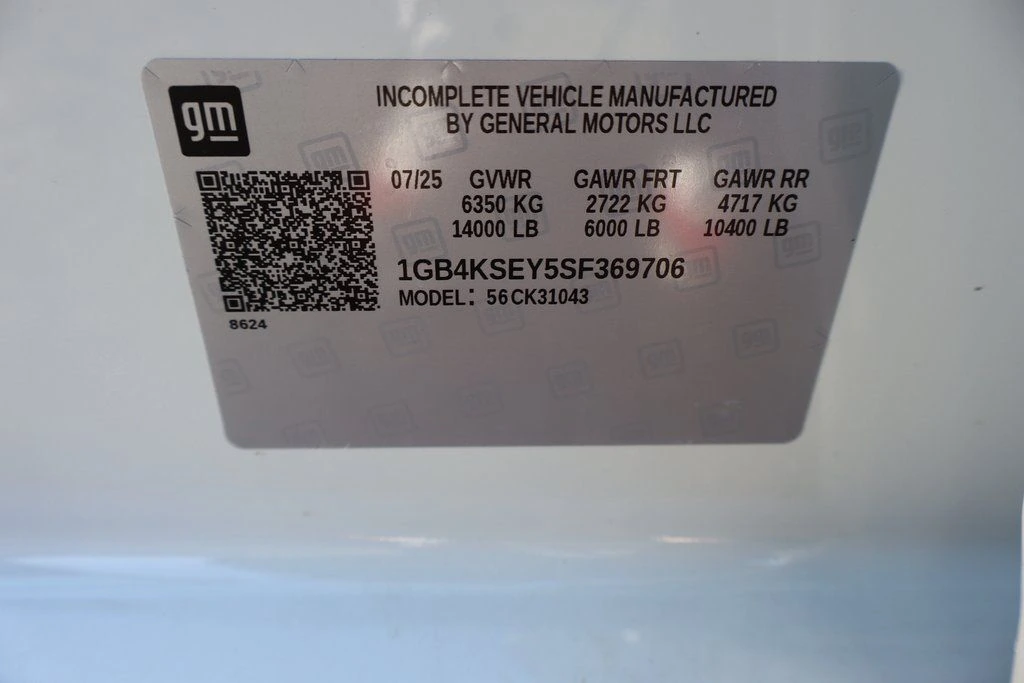 gm
INCOMPLETE VEHICLE MANUFACTURED
BY GENERAL MOTORS LLC
07/25 GVWR GAWR FRT GAWR RR
6350 KG 2722 KG 4717 KG
14000 LB 6000 LB 10400 LB
1GB4KSEY5SF369706
MODEL: 56CK31043
8624